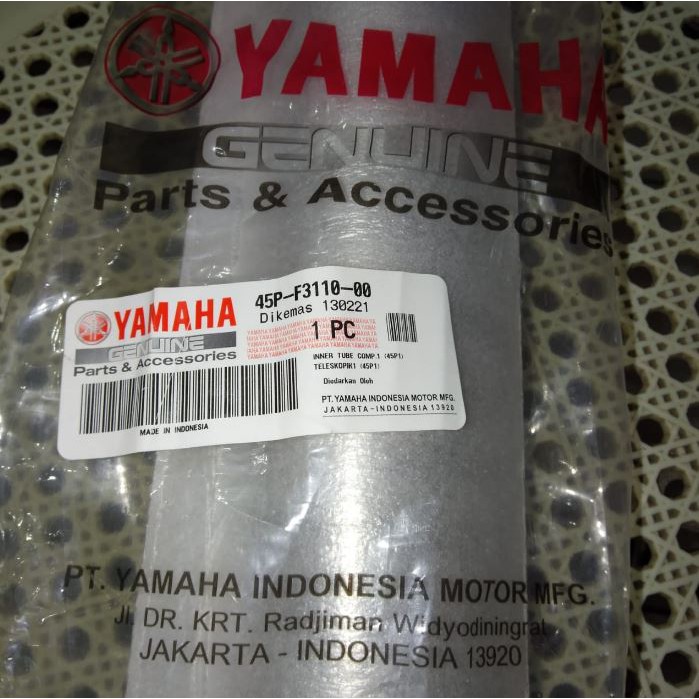 YAMAHA
GENUINE
Parts & Accessories
YAMAHA
GENUINE
Parts & Accessories
MADE IN INDONESIA
45P-F3110-00
Dikemas 130221
1 PC
INNER TUBE COMP.1 (45P1)
TELESKOPIK1 (45P1)
Diedarkan Oleh
PT.YAMAHA INDONESIA MOTOR MFG.
JAKARTA-INDONESIA 13920
PT. YAMAHA INDONESIA MOTOR MFG.
Jl. DR. KRT. Radjiman Widyodiningrat
JAKARTA - INDONESIA 13920